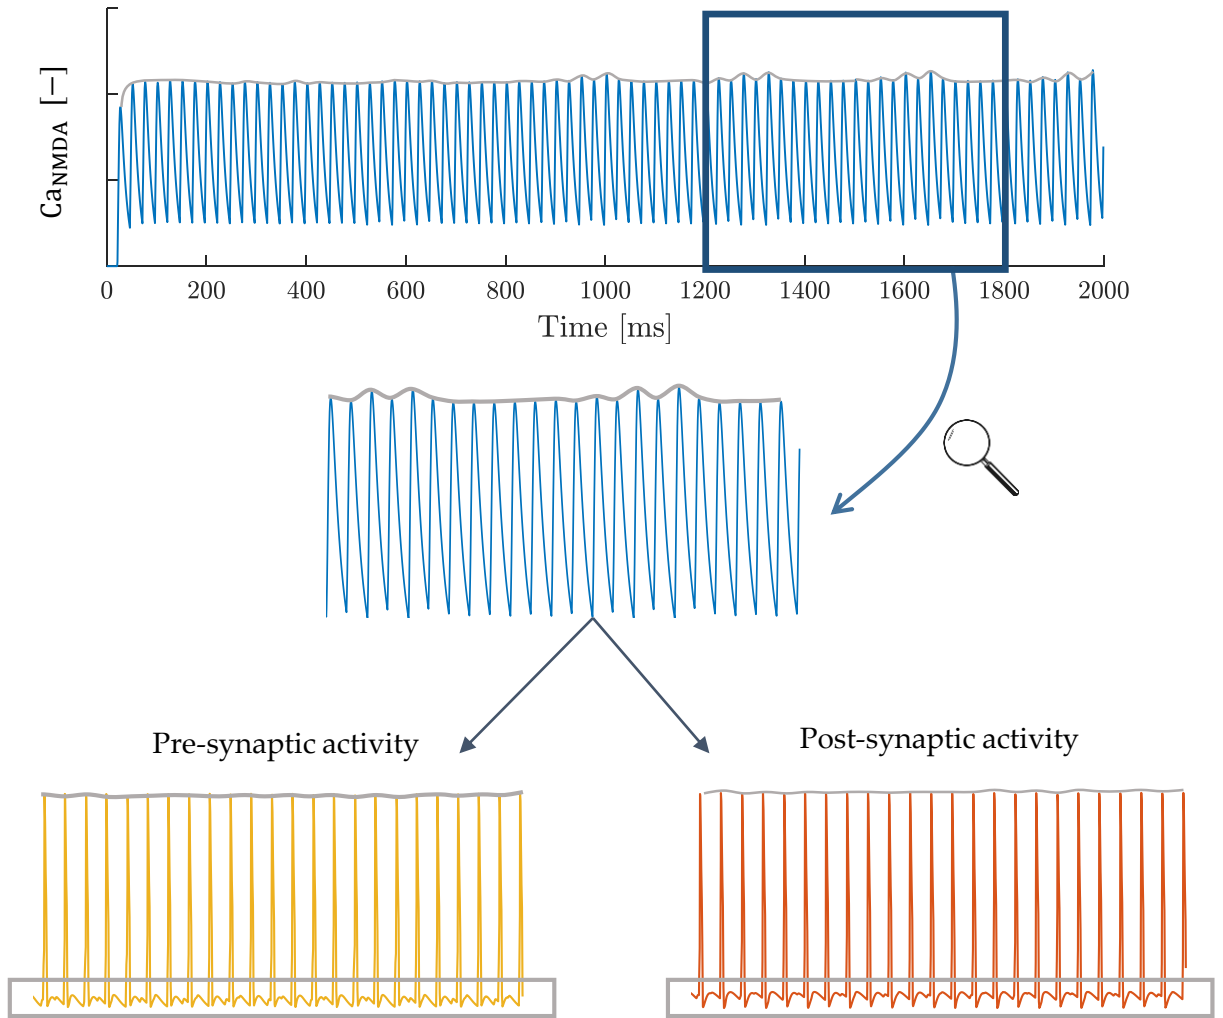 Ca_NMDA [−]
0 200 400 600 800 1000 1200 1400 1600 1800 2000
Time [ms]
Pre-synaptic activity
Post-synaptic activity